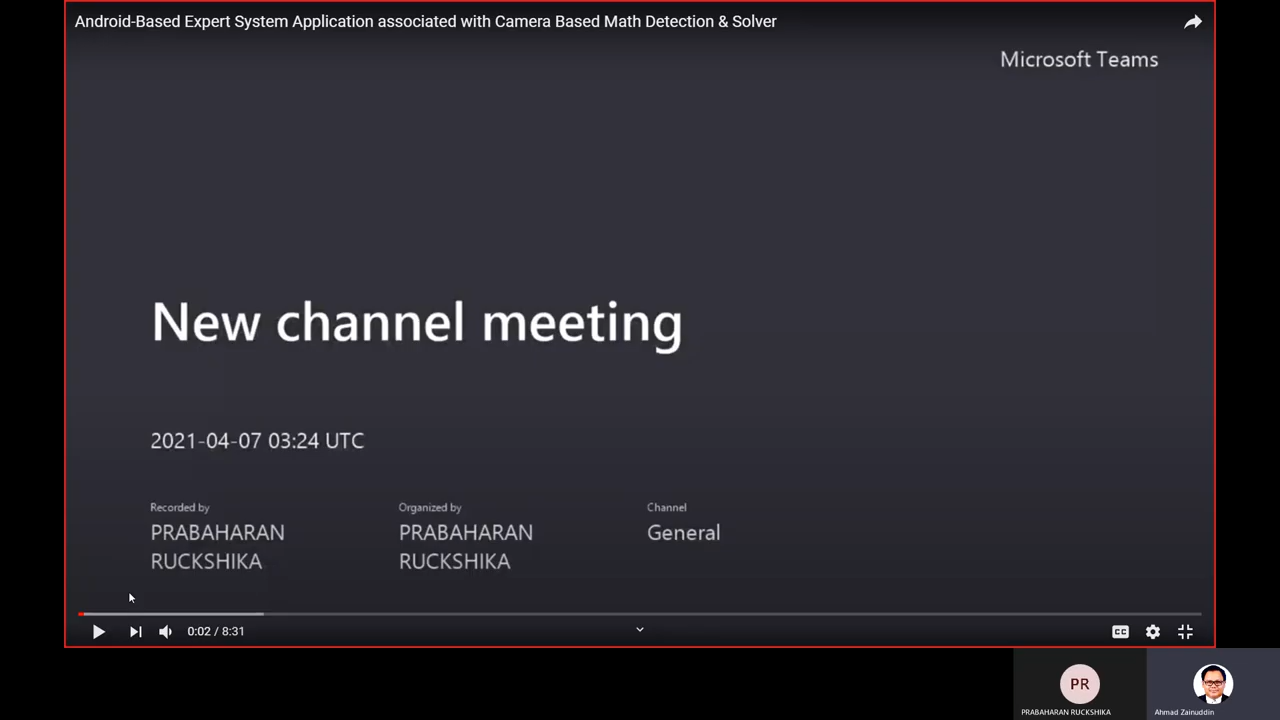 Android-Based Expert System Application associated with Camera Based Math Detection & Solver
Microsoft Teams
New channel meeting
2021-04-07 03:24 UTC
Recorded by
PRABAHARAN
RUCKSHIKA
Organized by
PRABAHARAN
RUCKSHIKA
Channel
General
0:02 / 8:31
CC
PR
PRABAHARAN RUCKSHIKA
Ahmad Zainuddin